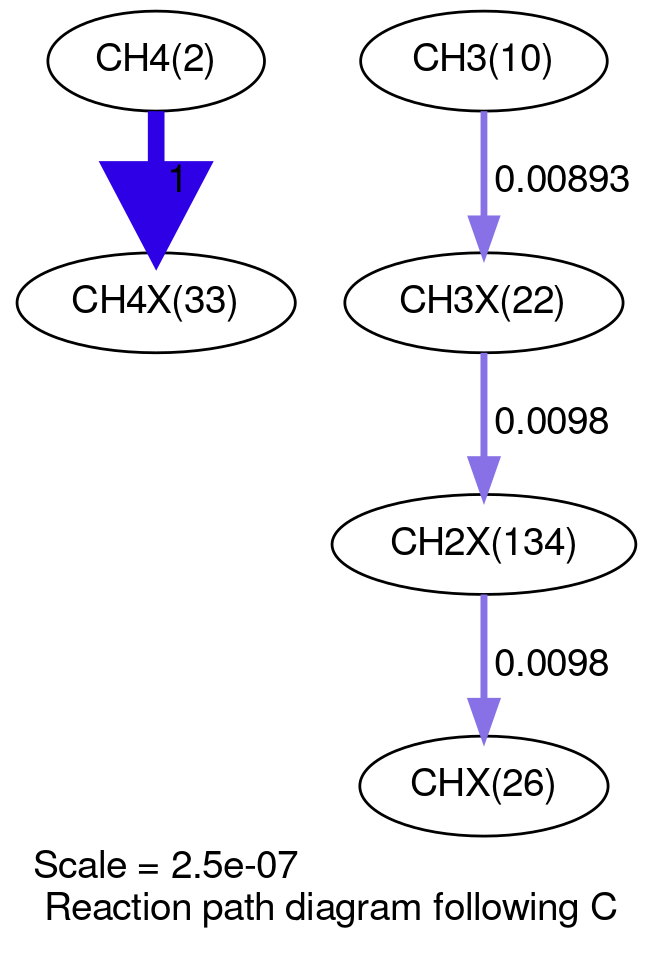 CH4(2)
CH3(10)
1
0.00893
CH4X(33)
CH3X(22)
0.0098
CH2X(134)
0.0098
CHX(26)
Scale = 2.5e-07
Reaction path diagram following C